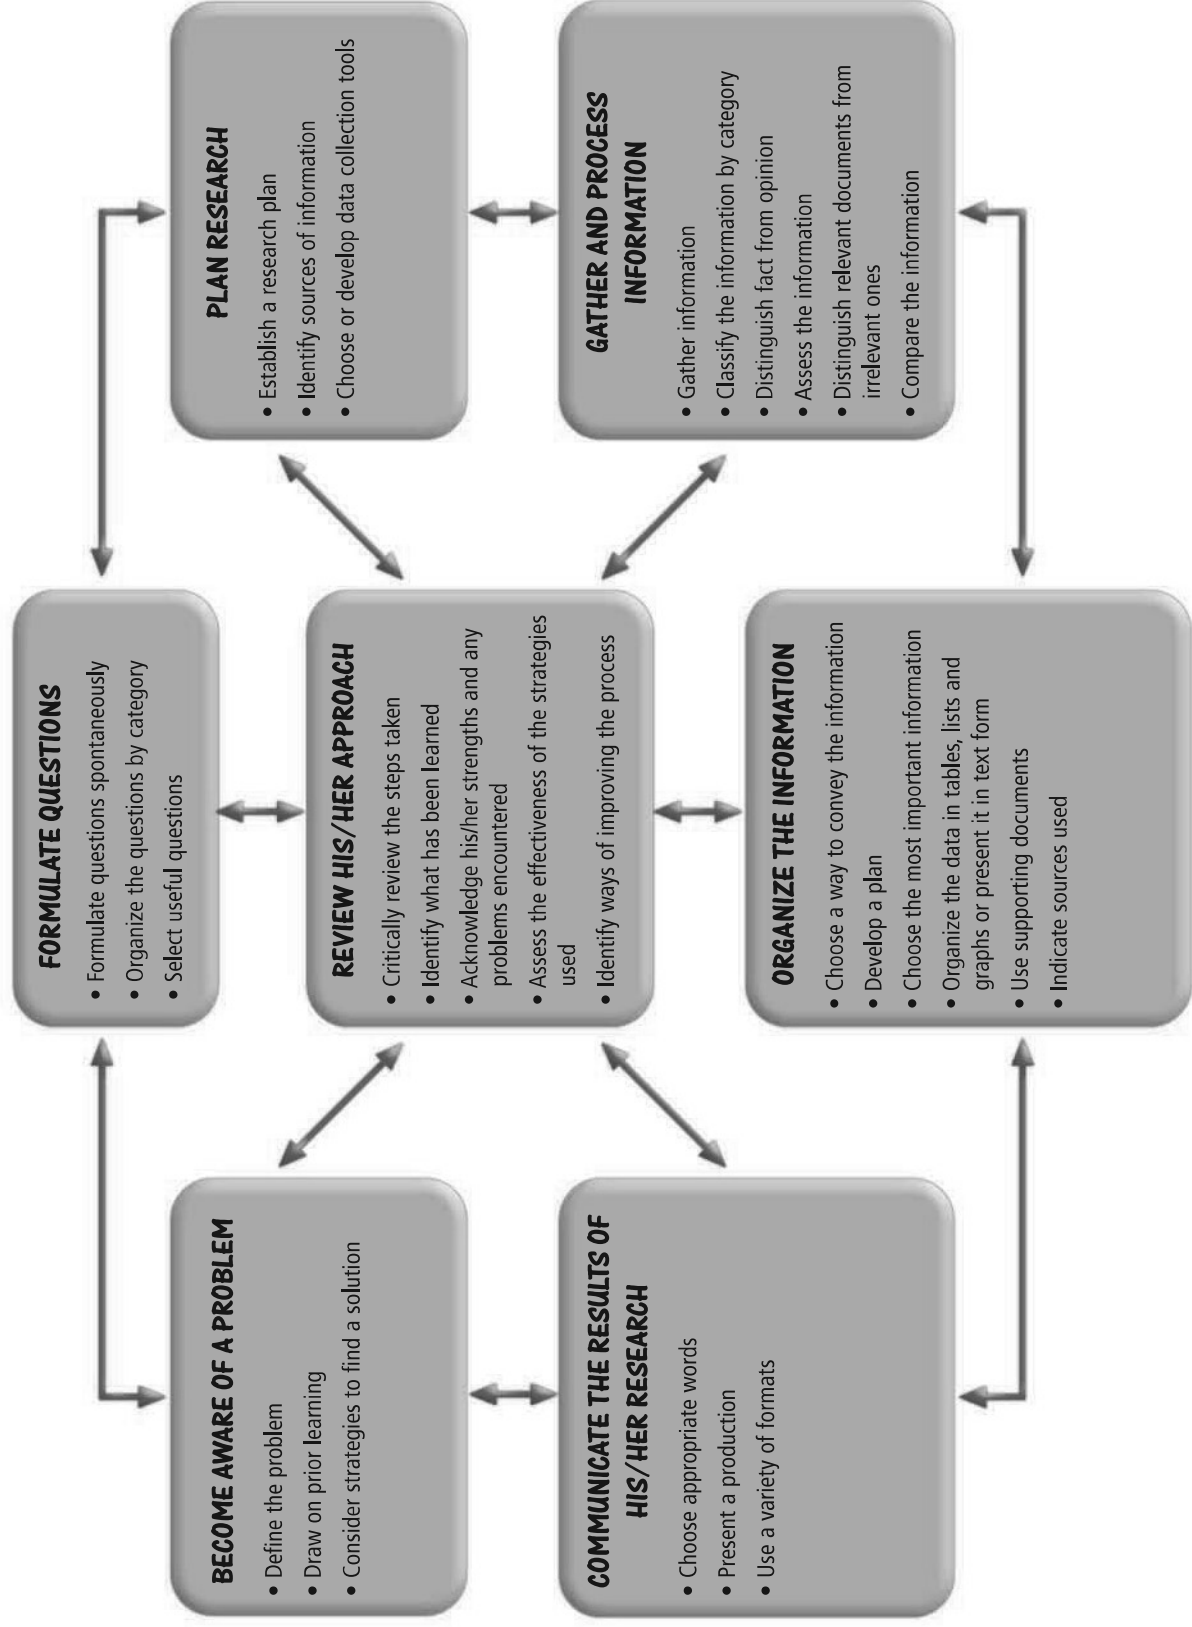 FORMULATE QUESTIONS
• Formulate questions spontaneously
• Organize the questions by category
• Select useful questions
BECOME AWARE OF A PROBLEM
• Define the problem
• Draw on prior learning
• Consider strategies to find a solution
PLAN RESEARCH
• Establish a research plan
• Identify sources of information
• Choose or develop data collection tools
REVIEW HIS/HER APPROACH
• Critically review the steps taken
• Identify what has been learned
• Acknowledge his/her strengths and any
problems encountered
• Assess the effectiveness of the strategies
used
• Identify ways of improving the process
COMMUNICATE THE RESULTS OF
HIS/HER RESEARCH
• Choose appropriate words
• Present a production
• Use a variety of formats
GATHER AND PROCESS
INFORMATION
• Gather information
• Classify the information by category
• Distinguish fact from opinion
• Assess the information
• Distinguish relevant documents from
irrelevant ones
• Compare the information
ORGANIZE THE INFORMATION
• Choose a way to convey the information
• Develop a plan
• Choose the most important information
• Organize the data in tables, lists and
graphs or present it in text form
• Use supporting documents
• Indicate sources used